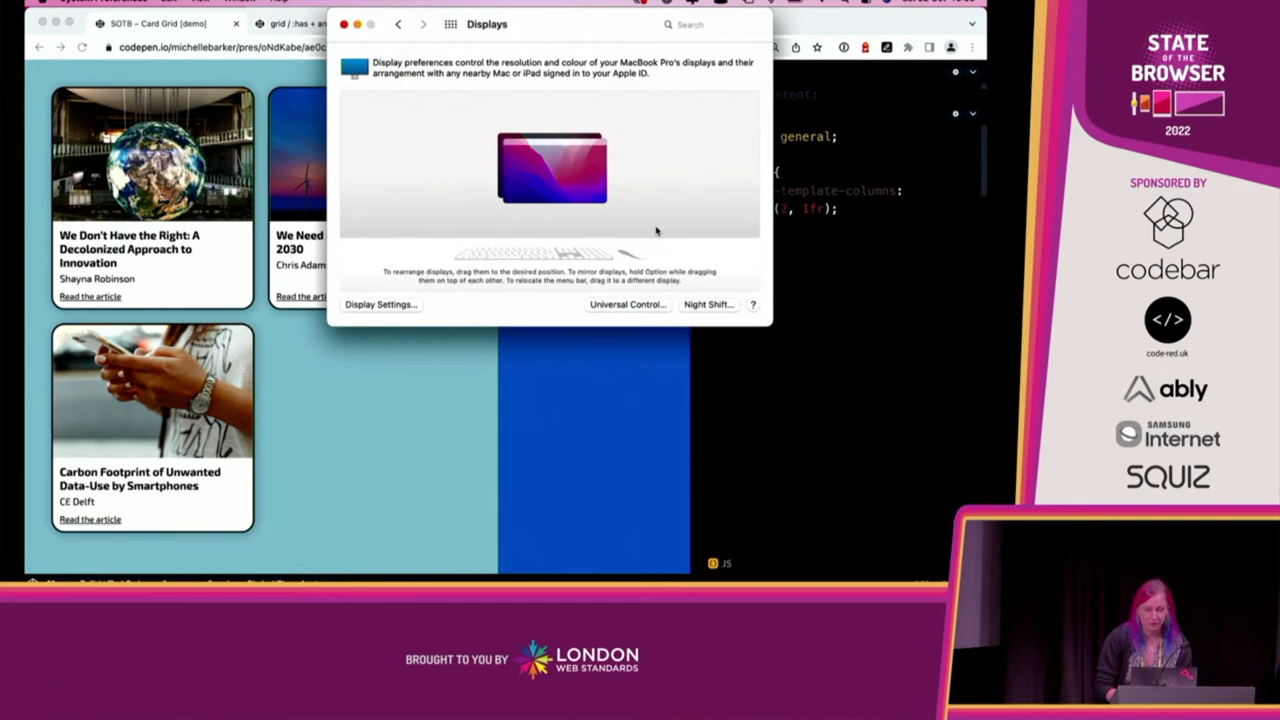 SOTB – Card Grid [demo]
grid / :has + an
Displays
Search
codepen.io/michellebarker/pres/oNdKabe/ae0c
Display preferences control the resolution and colour of your MacBook Pro's displays and their
arrangement with any nearby Mac or iPad signed in to your Apple ID.
To rearrange displays, drag them to the desired position. To mirror displays, hold Option while dragging
them on top of each other. To relocate the menu bar, drag it to a different display.
Display Settings...
Universal Control...
Night Shift...
?
We Don't Have the Right: A
Decolonized Approach to
Innovation
Shayna Robinson
Read the article
We Need
2030
Chris Adam
Read the arti
Carbon Footprint of Unwanted
Data-Use by Smartphones
CE Delft
Read the article
ntent:
general;
{
-template-columns:
(2, 1fr);
JS
STATE
OF THE
BROWSER
2022
SPONSORED BY
codebar
</>
code-red.uk
ably
SAMSUNG
Internet
SQUIZ
BROUGHT TO YOU BY
LONDON
WEB STANDARDS